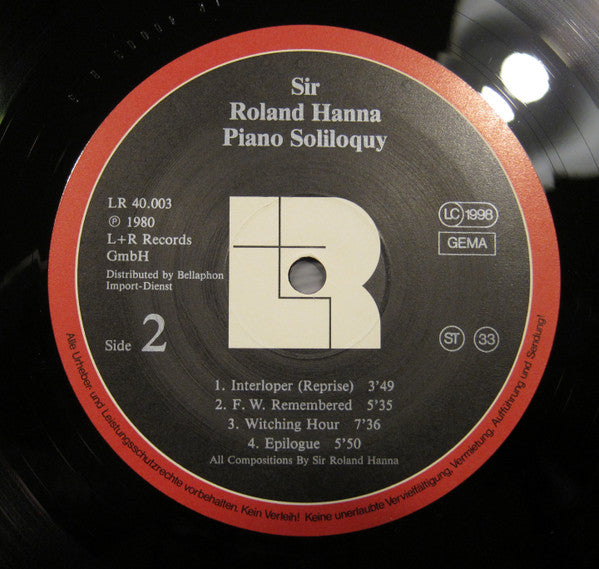 Sir
Roland Hanna
Piano Soliloquy
LR 40.003
℗ 1980
L+R Records
GmbH
Distributed by Bellaphon
Import-Dienst
LC 1998
GEMA
Side 2
ST 33
1. Interloper (Reprise) 3'49
2. F. W. Remembered 5'35
3. Witching Hour 7'36
4. Epilogue 5'50
All Compositions By Sir Roland Hanna
Alle Urheber- und Leistungsschutzrechte vorbehalten. Kein Verleih! Keine unerlaubte Vervielfältigung, Vermietung, Aufführung und Sendung!